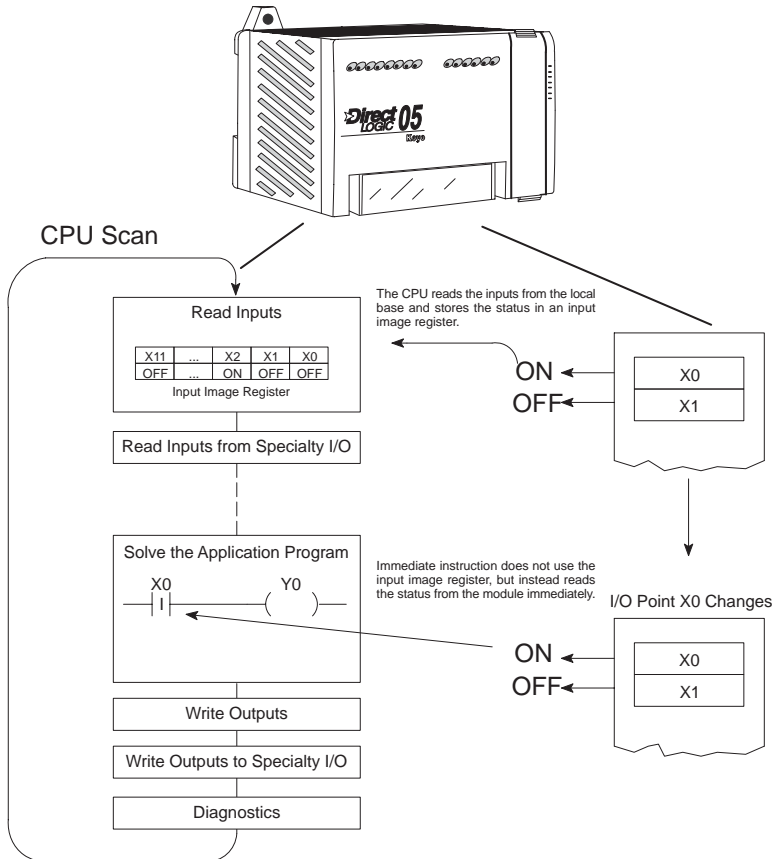 Direct
LOGIC 05
Koyo
CPU Scan
Read Inputs
X11 ... X2 X1 X0
OFF ... ON OFF OFF
Input Image Register
The CPU reads the inputs from the local
base and stores the status in an input
image register.
ON
OFF
X0
X1
Read Inputs from Specialty I/O
Solve the Application Program
X0 Y0
I
Immediate instruction does not use the
input image register, but instead reads
the status from the module immediately.
I/O Point X0 Changes
ON
OFF
X0
X1
Write Outputs
Write Outputs to Specialty I/O
Diagnostics